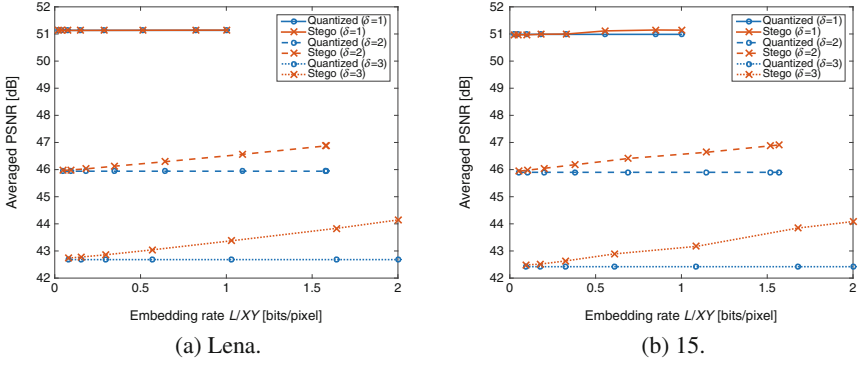 52
51
50
49
48
47
46
45
44
43
42
Averaged PSNR [dB]
0
0.5
1
1.5
2
Embedding rate L/XY [bits/pixel]
Quantized (δ=1)
Stego (δ=1)
Quantized (δ=2)
Stego (δ=2)
Quantized (δ=3)
Stego (δ=3)
(a) Lena.
52
51
50
49
48
47
46
45
44
43
42
Averaged PSNR [dB]
0
0.5
1
1.5
2
Embedding rate L/XY [bits/pixel]
Quantized (δ=1)
Stego (δ=1)
Quantized (δ=2)
Stego (δ=2)
Quantized (δ=3)
Stego (δ=3)
(b) 15.